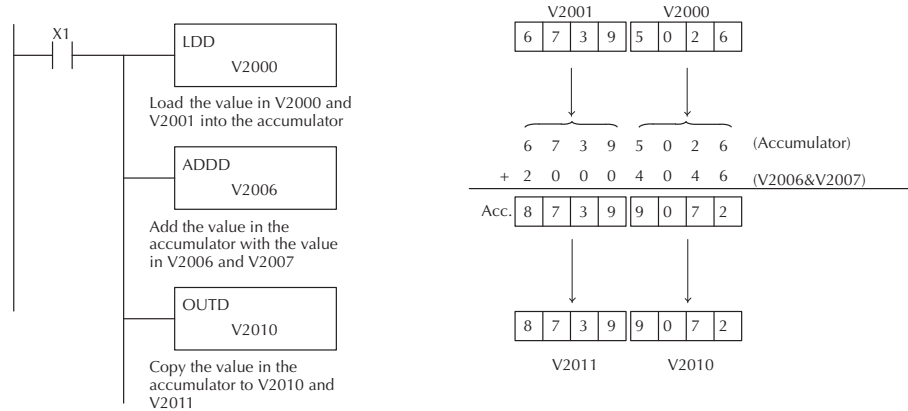 X1
LDD
V2000
Load the value in V2000 and
V2001 into the accumulator
ADDD
V2006
Add the value in the
accumulator with the value
in V2006 and V2007
OUTD
V2010
Copy the value in the
accumulator to V2010 and
V2011
V2001 V2000
6 7 3 9 5 0 2 6
6 7 3 9 5 0 2 6 (Accumulator)
+ 2 0 0 0 4 0 4 6 (V2006&V2007)
Acc. 8 7 3 9 9 0 7 2
8 7 3 9 9 0 7 2
V2011 V2010